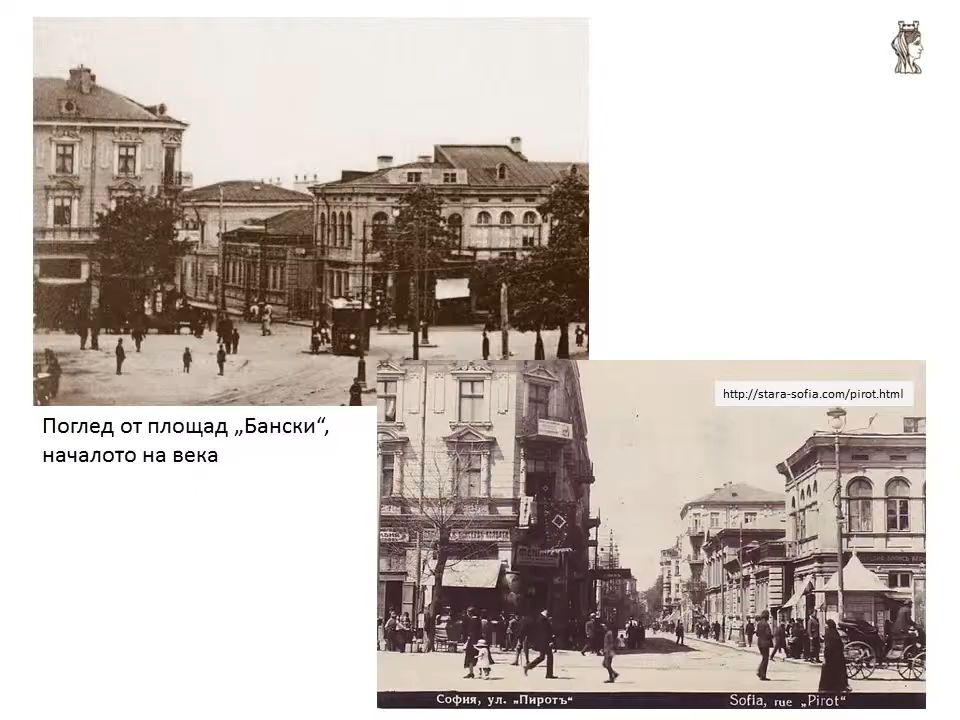 http://stara-sofia.com/pirot.html
Поглед от площад „Бански“,
началото на века
София, ул. „Пиротъ“
Sofia, rue „Pirot“